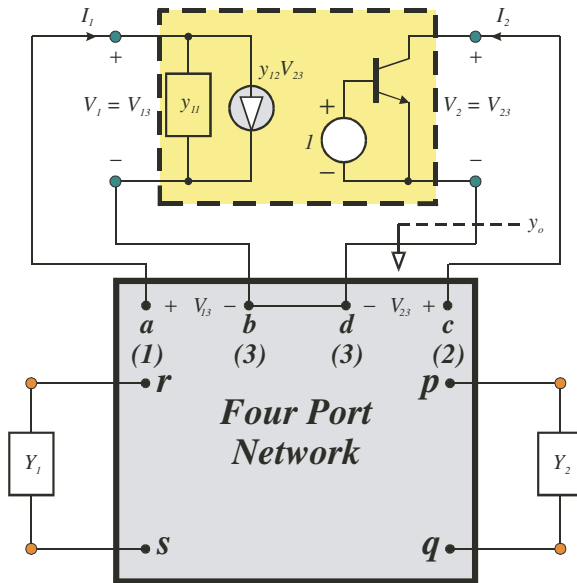 I₁
I₂
+
+
y₁₂V₂₃
V₁ = V₁₃
y₁₁
+
1
−
V₂ = V₂₃
−
−
yₒ
+ V₁₃ −
− V₂₃ +
a b d c
(1) (3) (3) (2)
r p
Four Port
Network
Y₁
Y₂
s q